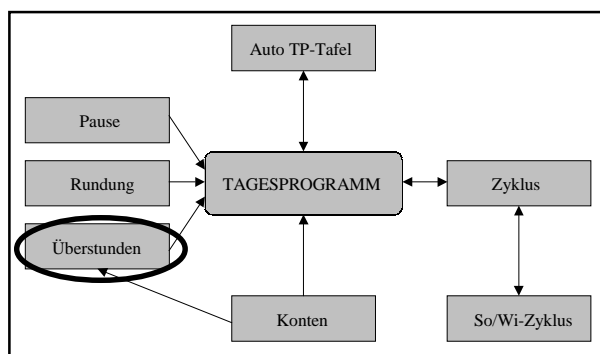 Auto TP-Tafel
Pause
Rundung
TAGESPROGRAMM
Zyklus
Überstunden
Konten
So/Wi-Zyklus